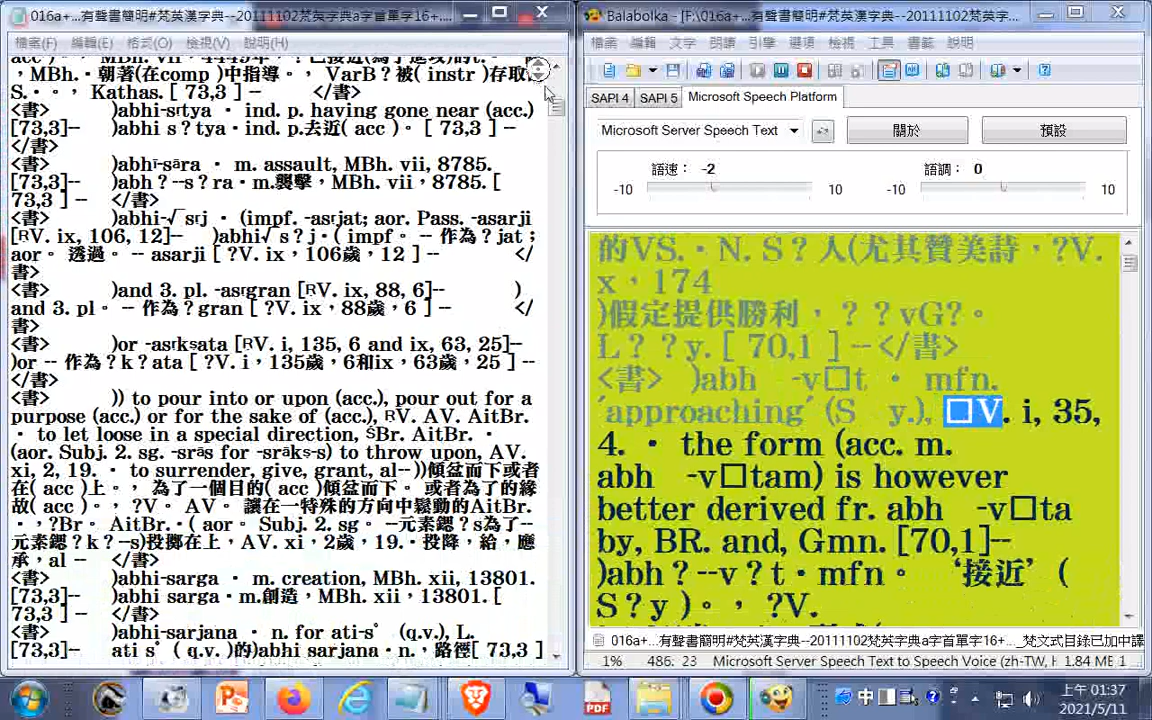 016a+...有聲書簡明#梵英漢字典--20111102梵英字典a字首單字16+...
檔案(F) 編輯(E) 格式(O) 檢視(V) 說明(H)
，MBh.‧朝著(在comp )中指導。， VarB？被( instr )存取
S.‧。， Kathas. [ 73,3 ] </書>
<書> )abhi-sṛtya ‧ ind. p. having gone near (acc.)
[73,3]-- )abhi s？tya‧ind. p.去近( acc )。 [ 73,3 ] --
</書>
<書> )abhī-sāra ‧ m. assault, MBh. vii, 8785.
[73,3]-- )abh？--s？ra‧m.襲擊，MBh. vii，8785. [
73,3 ] -- </書>
<書> )abhi-√sṛj ‧ (impf. -asṛjat; aor. Pass. -asarji
[ṚV. ix, 106, 12]-- )abhi√ s？j‧( impf。 -- 作為？jat；
aor。 透過。 -- asarji [ ?V. ix，106歲，12 ] -- </
書>
<書> )and 3. pl. -asṛgran [ṚV. ix, 88, 6]-- )
and 3. pl。 -- 作為？gran [ ?V. ix，88歲，6 ] -- </
書>
<書> )or -asṛkṣata [ṚV. i, 135, 6 and ix, 63, 25]--
)or -- 作為？k？ata [ ?V. i，135歲，6和ix，63歲，25 ] --
</書>
<書> )) to pour into or upon (acc.), pour out for a
purpose (acc.) or for the sake of (acc.), ṚV. AV. AitBr.
‧ to let loose in a special direction, ŚBr. AitBr. ‧
(aor. Subj. 2. sg. -srās for -srākṣ-s) to throw upon, AV.
xi, 2, 19. ‧ to surrender, give, grant, al--))傾盆而下或者
在( acc )上。， 為了一個目的( acc )傾盆而下。 或者為了的緣
故( acc )。， ?V。 AV。 讓在一特殊的方向中鬆動的AitBr.
‧，?Br。 AitBr.‧( aor。 Subj. 2. sg。 --元素鍶？s為了--
元素鍶？k？--s)投擲在上，AV. xi，2歲，19.‧投降，給，應
承，al -- </書>
<書> )abhi-sarga ‧ m. creation, MBh. xii, 13801.
[73,3]-- )abhi sarga‧m.創造，MBh. xii，13801. [
73,3 ] -- </書>
<書> )abhi-sarjana ‧ n. for ati-s° (q.v.), L.
[73,3]-- ati s° ( q.v. )的)abhi sarjana‧n.，路徑[ 73,3 ]
Balabolka - [F:\016a+...有聲書簡明#梵英漢字典--20111102梵英字...
檔案 編輯 文字 朗讀 引擎 選項 檢視 工具 書籤 說明
SAPI 4 SAPI 5 Microsoft Speech Platform
Microsoft Server Speech Text 關於 預設
語速： -2 語調： 0
-10 10 -10 10
的VS.‧N. S？人(尤其贊美詩，?V.
x，174
)假定提供勝利，？？vG?。
L？？y. [ 70,1 ] --</書>
<書> )abh -v□t ‧ mfn.
'approaching' (S y.), □V. i, 35,
4. ‧ the form (acc. m.
abh -v□tam) is however
better derived fr. abh -v□ta
by, BR. and, Gmn. [70,1]--
)abh？--v？t‧mfn。 ‘接近’(
S？y )。，?V.
016a+...有聲書簡明#梵英漢字典--20111102梵英字典a字首單字16+..._梵文式目錄已加中譯
1% 486: 23 Microsoft Server Speech Text to Speech Voice (zh-TW, H 1.84 MB 1
中
上午 01:37
2021/5/11